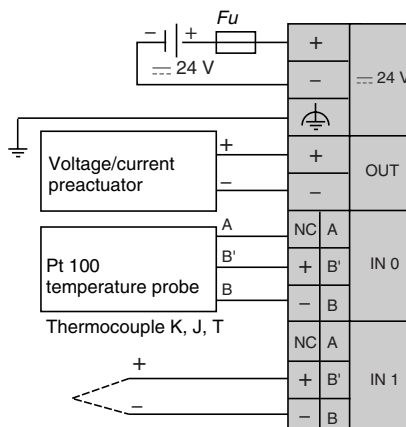 Fu
− +
24 V
+
−
24 V
Voltage/current
preactuator
+
−
+
−
OUT
Pt 100
temperature probe
A
B'
B
NC A
+ B'
− B
IN 0
Thermocouple K, J, T
+
−
NC A
+ B'
− B
IN 1